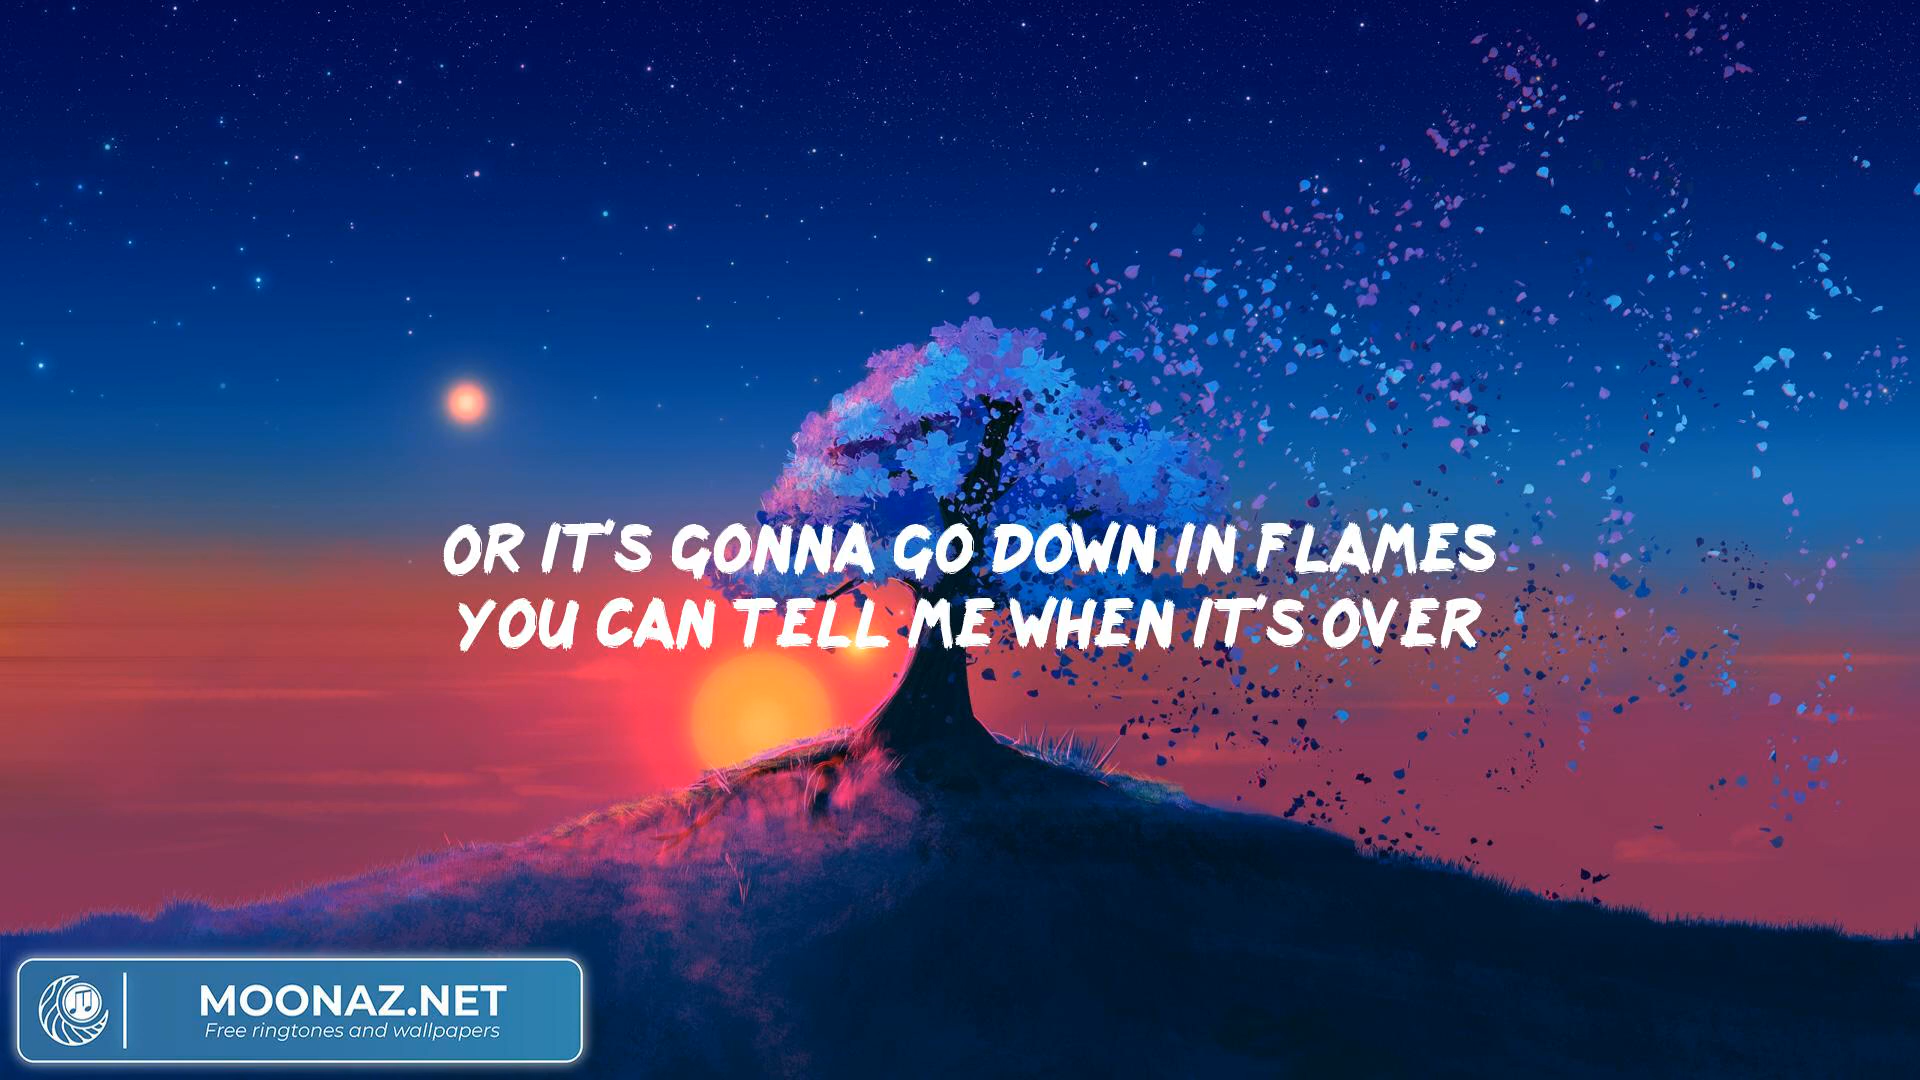 OR IT'S GONNA GO DOWN IN FLAMES
YOU CAN TELL ME WHEN IT'S OVER
MOONAZ.NET
Free ringtones and wallpapers